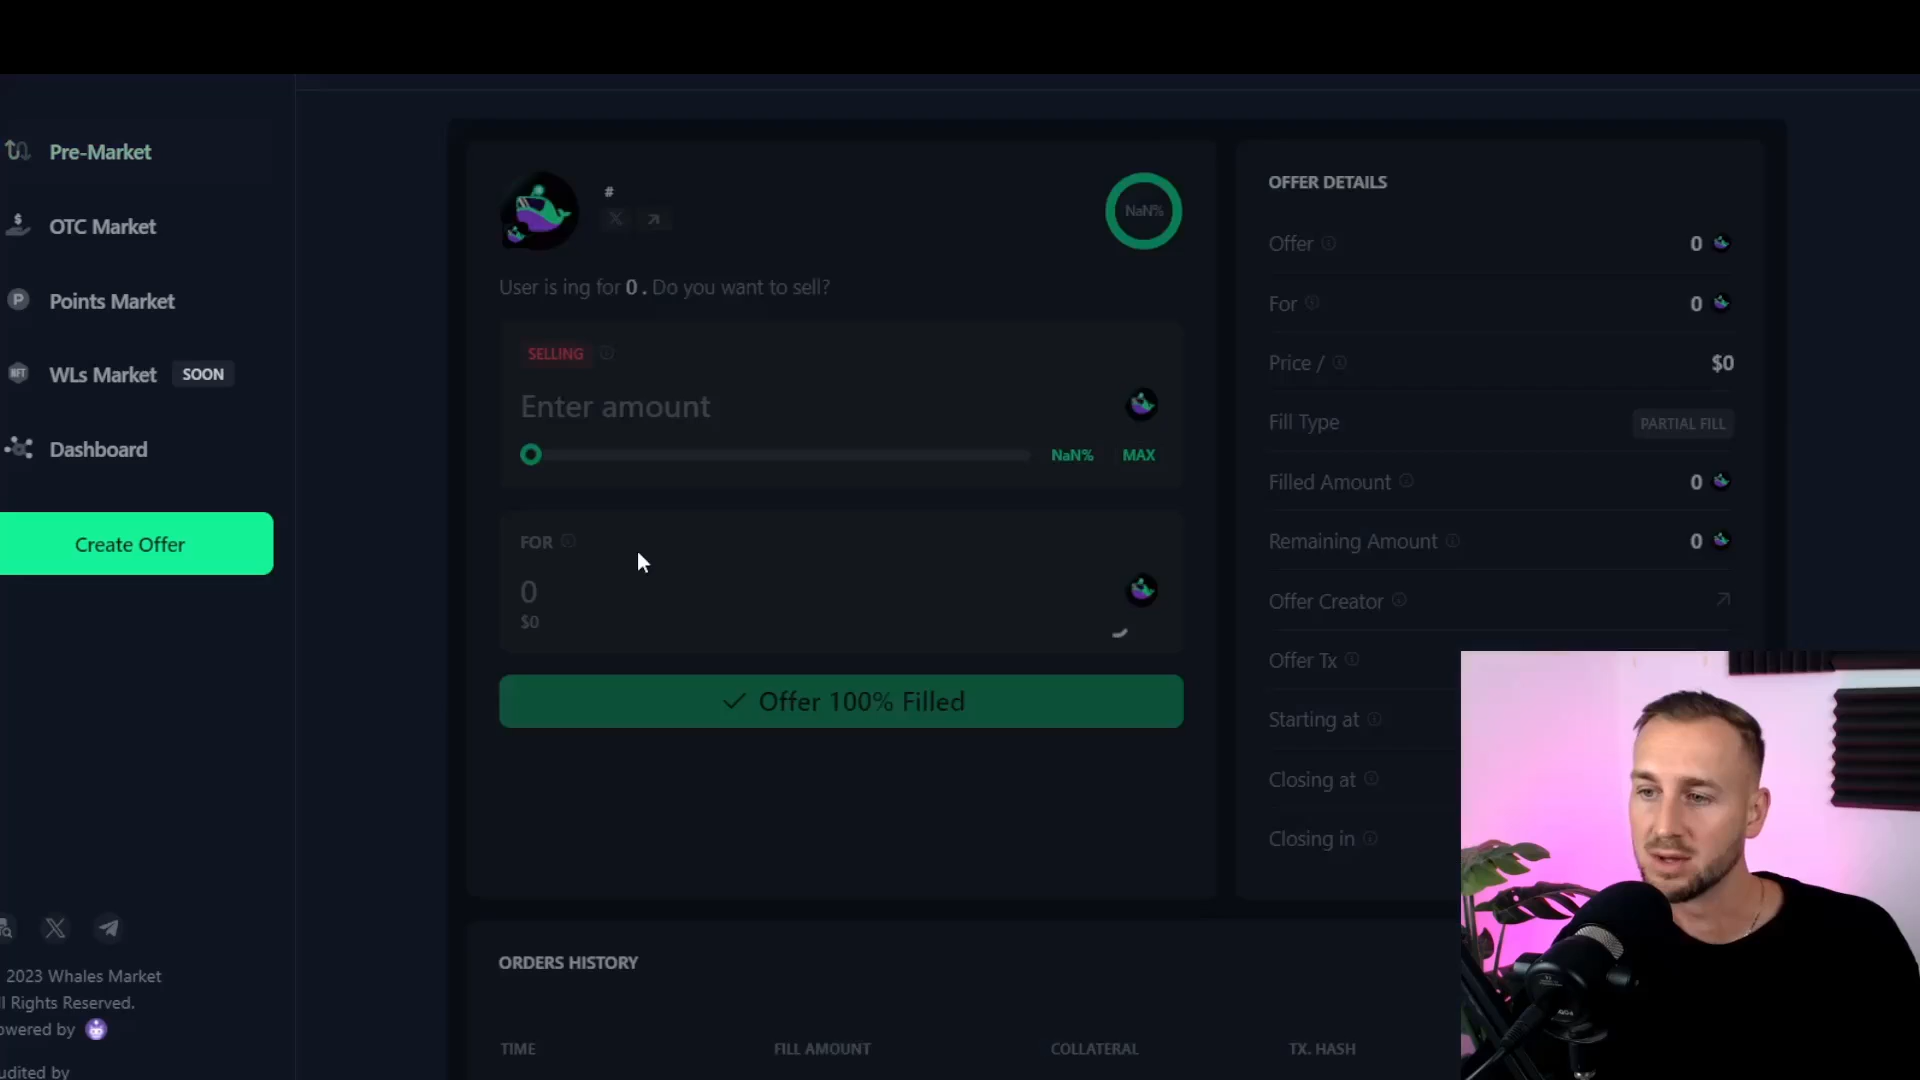 Pre-Market
OTC Market
Points Market
WLs Market SOON
Dashboard
Create Offer
2023 Whales Market
Rights Reserved.
by
by
#
NaN%
User is ing for 0 . Do you want to sell?
SELLING
Enter amount
NaN% MAX
FOR
0
$0
Offer 100% Filled
OFFER DETAILS
Offer 0
For 0
Price / $0
Fill Type PARTIAL FILL
Filled Amount 0
Remaining Amount 0
Offer Creator
Offer Tx
Starting at
Closing at
Closing in
ORDERS HISTORY
TIME FILL AMOUNT COLLATERAL TX. HASH